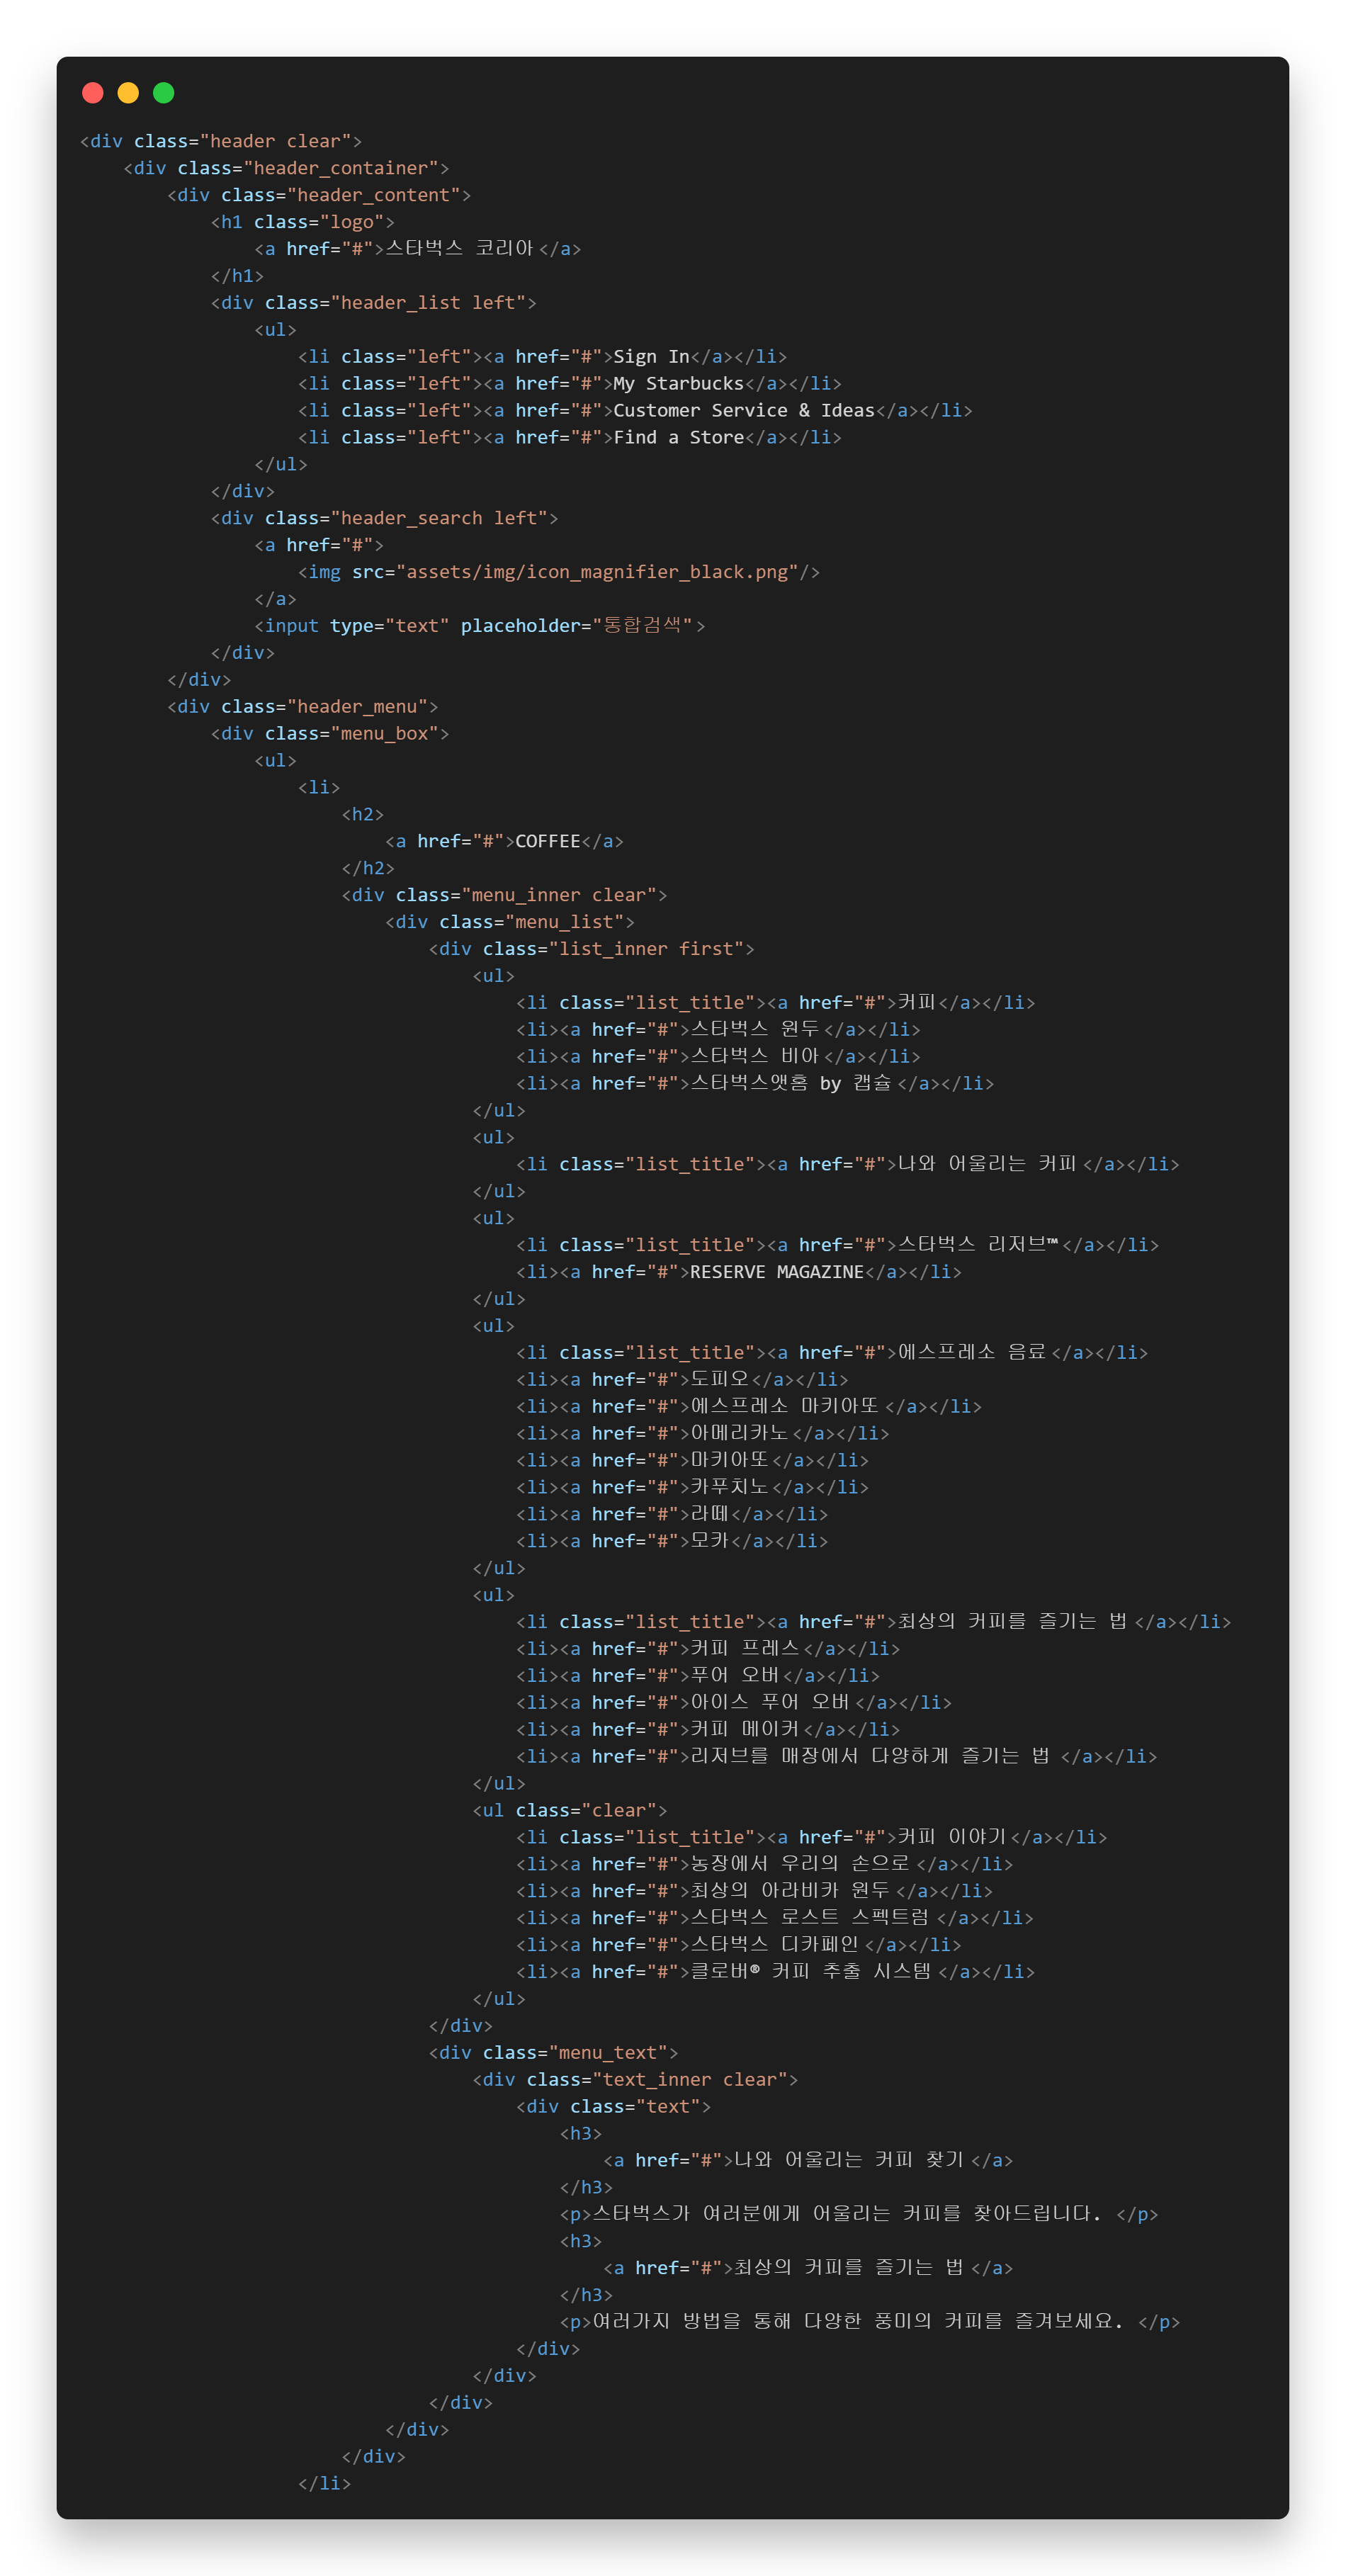 <div class="header clear">
<div class="header_container">
<div class="header_content">
<h1 class="logo">
<a href="#">스타벅스 코리아</a>
</h1>
<div class="header_list left">
<ul>
<li class="left"><a href="#">Sign In</a></li>
<li class="left"><a href="#">My Starbucks</a></li>
<li class="left"><a href="#">Customer Service & Ideas</a></li>
<li class="left"><a href="#">Find a Store</a></li>
</ul>
</div>
<div class="header_search left">
<a href="#">
<img src="assets/img/icon_magnifier_black.png"/>
</a>
<input type="text" placeholder="통합검색">
</div>
</div>
<div class="header_menu">
<div class="menu_box">
<ul>
<li>
<h2>
<a href="#">COFFEE</a>
</h2>
<div class="menu_inner clear">
<div class="menu_list">
<div class="list_inner first">
<ul>
<li class="list_title"><a href="#">커피</a></li>
<li><a href="#">스타벅스 원두</a></li>
<li><a href="#">스타벅스 비아</a></li>
<li><a href="#">스타벅스앳홈 by 캡슐</a></li>
</ul>
<ul>
<li class="list_title"><a href="#">나와 어울리는 커피</a></li>
</ul>
<ul>
<li class="list_title"><a href="#">스타벅스 리저브™</a></li>
<li><a href="#">RESERVE MAGAZINE</a></li>
</ul>
<ul>
<li class="list_title"><a href="#">에스프레소 음료</a></li>
<li><a href="#">도피오</a></li>
<li><a href="#">에스프레소 마키아또</a></li>
<li><a href="#">아메리카노</a></li>
<li><a href="#">마키아또</a></li>
<li><a href="#">카푸치노</a></li>
<li><a href="#">라떼</a></li>
<li><a href="#">모카</a></li>
</ul>
<ul>
<li class="list_title"><a href="#">최상의 커피를 즐기는 법</a></li>
<li><a href="#">커피 프레스</a></li>
<li><a href="#">푸어 오버</a></li>
<li><a href="#">아이스 푸어 오버</a></li>
<li><a href="#">커피 메이커</a></li>
<li><a href="#">리저브를 매장에서 다양하게 즐기는 법</a></li>
</ul>
<ul class="clear">
<li class="list_title"><a href="#">커피 이야기</a></li>
<li><a href="#">농장에서 우리의 손으로</a></li>
<li><a href="#">최상의 아라비카 원두</a></li>
<li><a href="#">스타벅스 로스트 스펙트럼</a></li>
<li><a href="#">스타벅스 디카페인</a></li>
<li><a href="#">클로버® 커피 추출 시스템</a></li>
</ul>
</div>
<div class="menu_text">
<div class="text_inner clear">
<div class="text">
<h3>
<a href="#">나와 어울리는 커피 찾기</a>
</h3>
<p>스타벅스가 여러분에게 어울리는 커피를 찾아드립니다.</p>
<h3>
<a href="#">최상의 커피를 즐기는 법</a>
</h3>
<p>여러가지 방법을 통해 다양한 풍미의 커피를 즐겨보세요.</p>
</div>
</div>
</div>
</div>
</div>
</li>